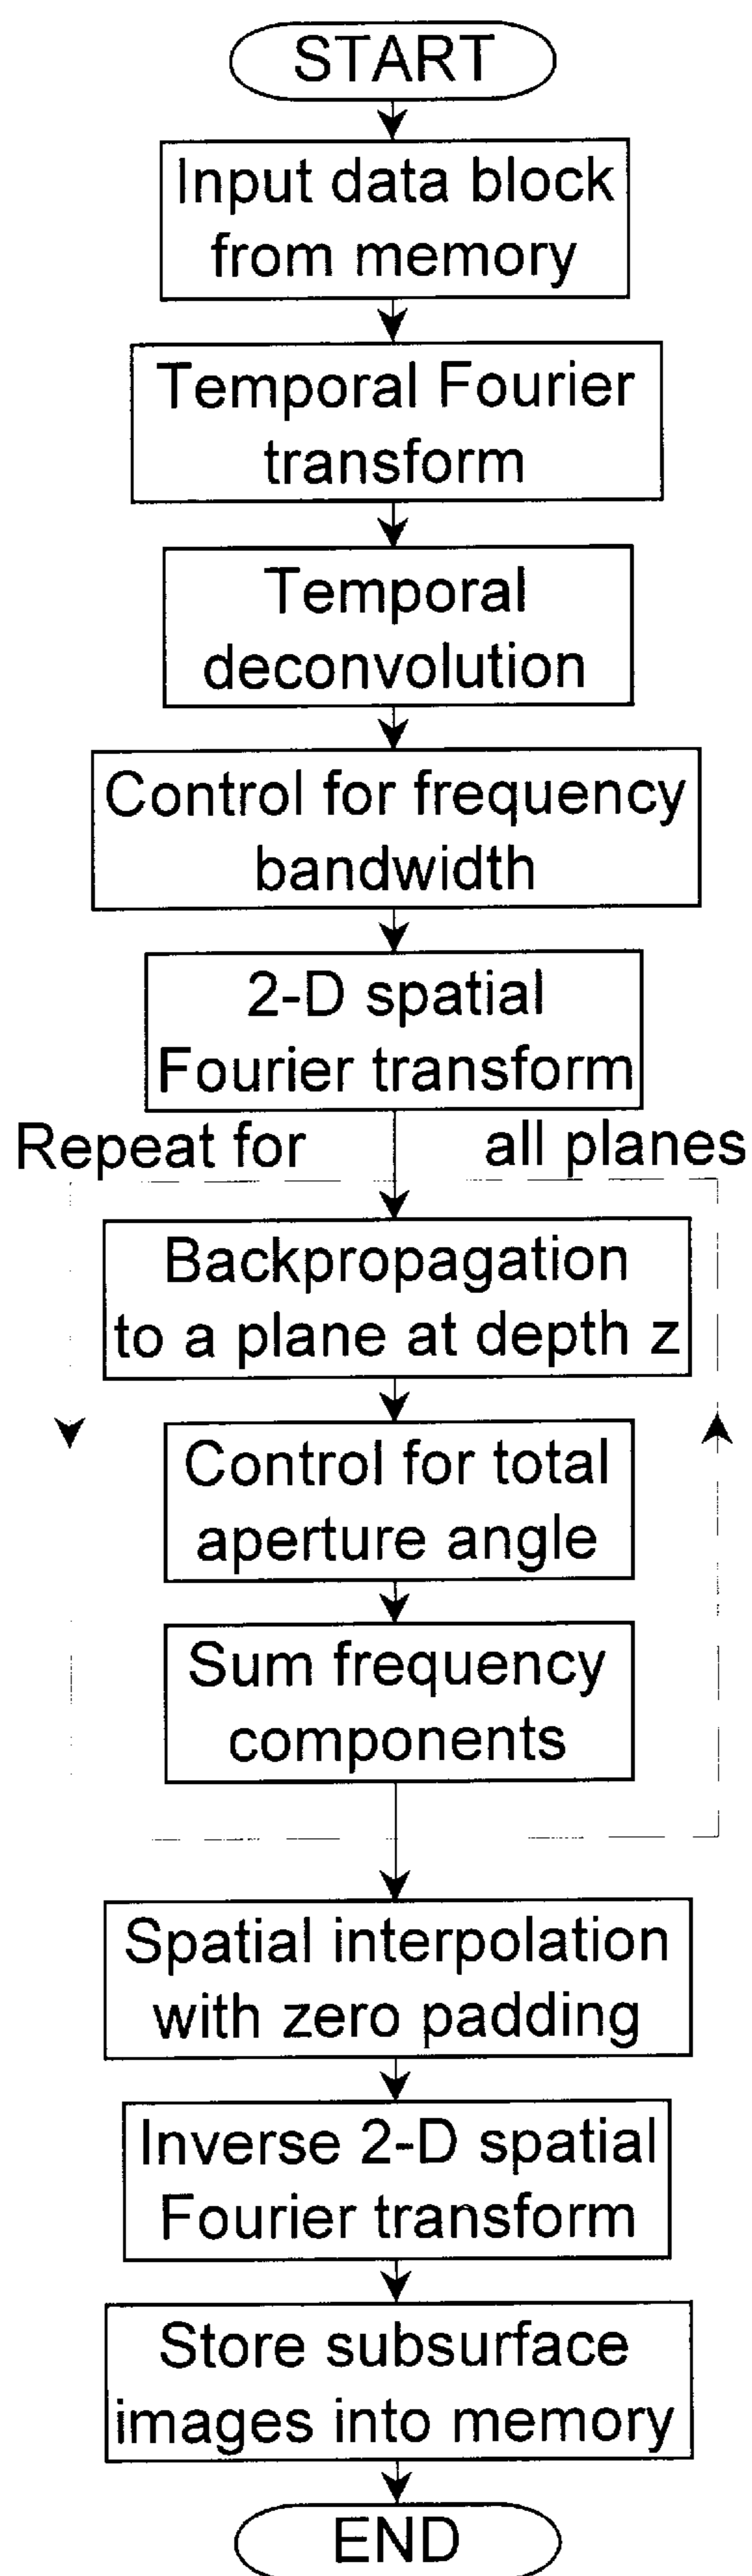 START
Input data block
from memory
Temporal Fourier
transform
Temporal
deconvolution
Control for frequency
bandwidth
2-D spatial
Fourier transform
Repeat for all planes
Backpropagation
to a plane at depth z
Control for total
aperture angle
Sum frequency
components
Spatial interpolation
with zero padding
Inverse 2-D spatial
Fourier transform
Store subsurface
images into memory
END